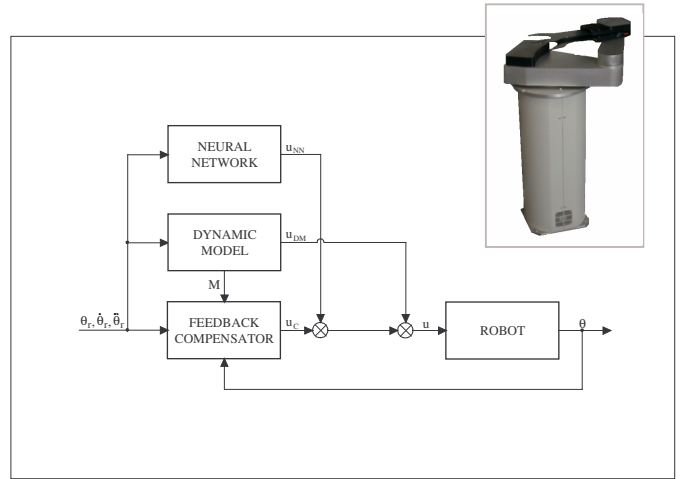 NEURAL
NETWORK
u_NN
DYNAMIC
MODEL
u_DM
M
θ_r, θ̇_r, θ̈_r
FEEDBACK
COMPENSATOR
u_C
u
ROBOT
θ